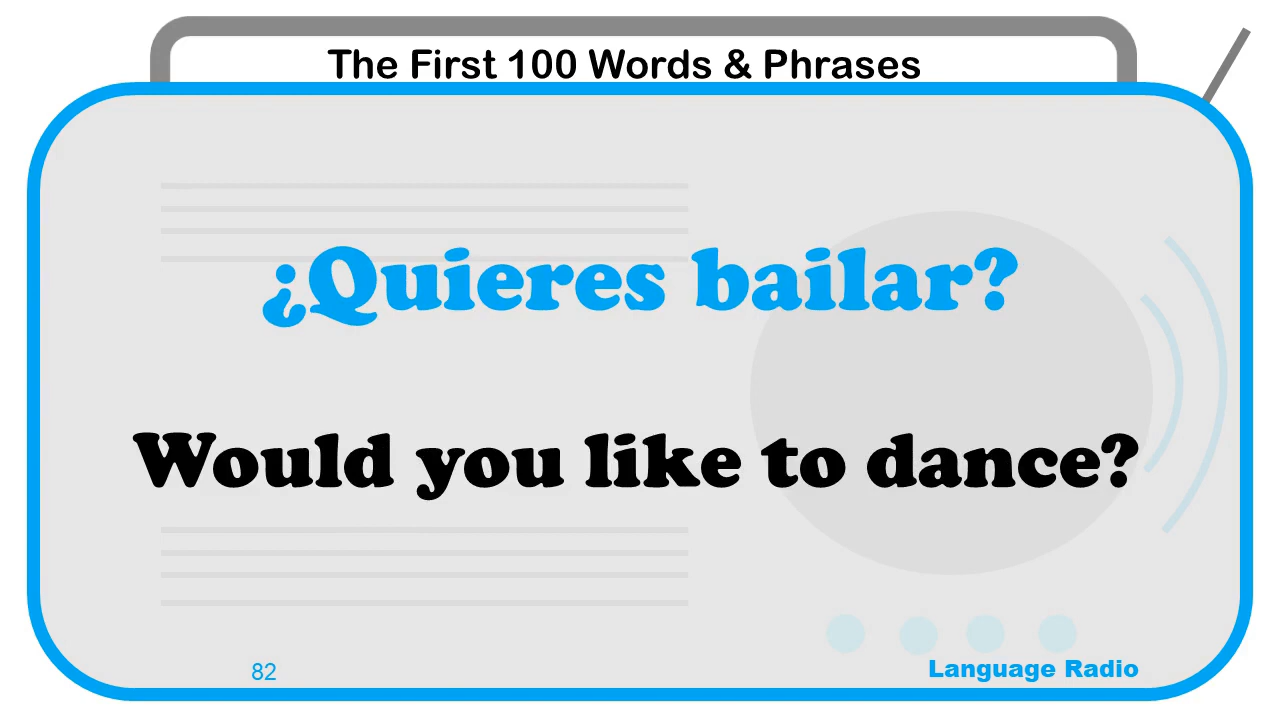 The First 100 Words & Phrases
¿Quieres bailar?
Would you like to dance?
82
Language Radio